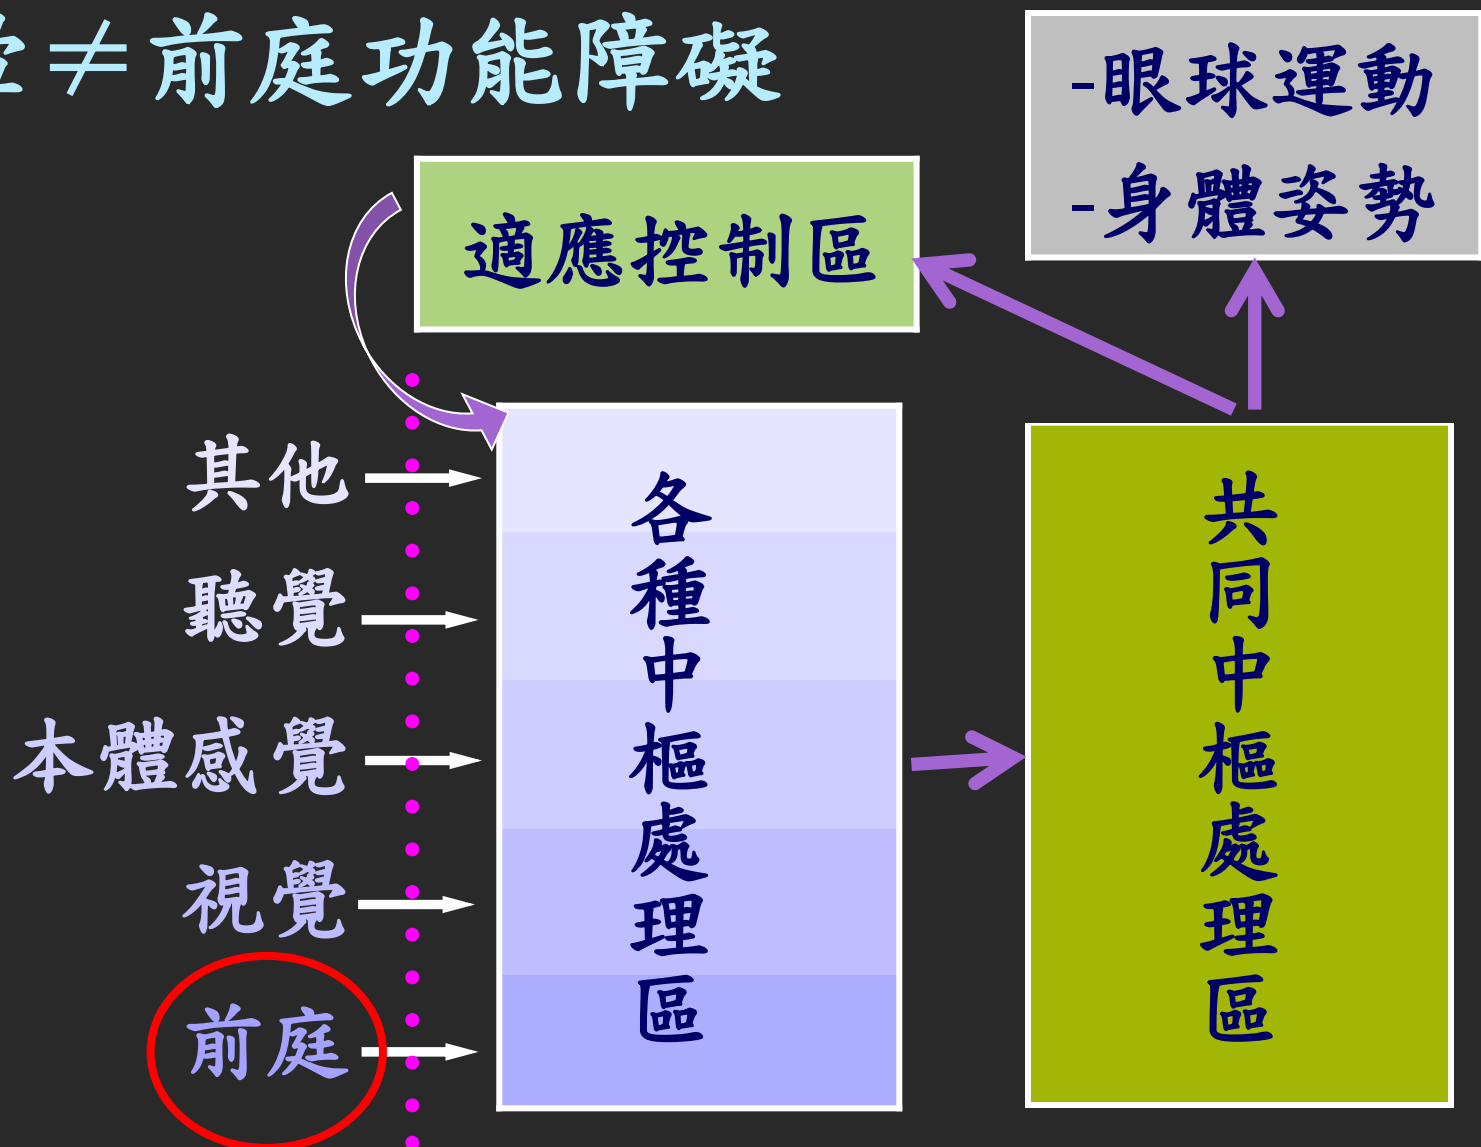 ≠前庭功能障礙
-眼球運動
-身體姿勢
適應控制區
其他
聽覺
本體感覺
視覺
前庭
各種中樞處理區
共同中樞處理區